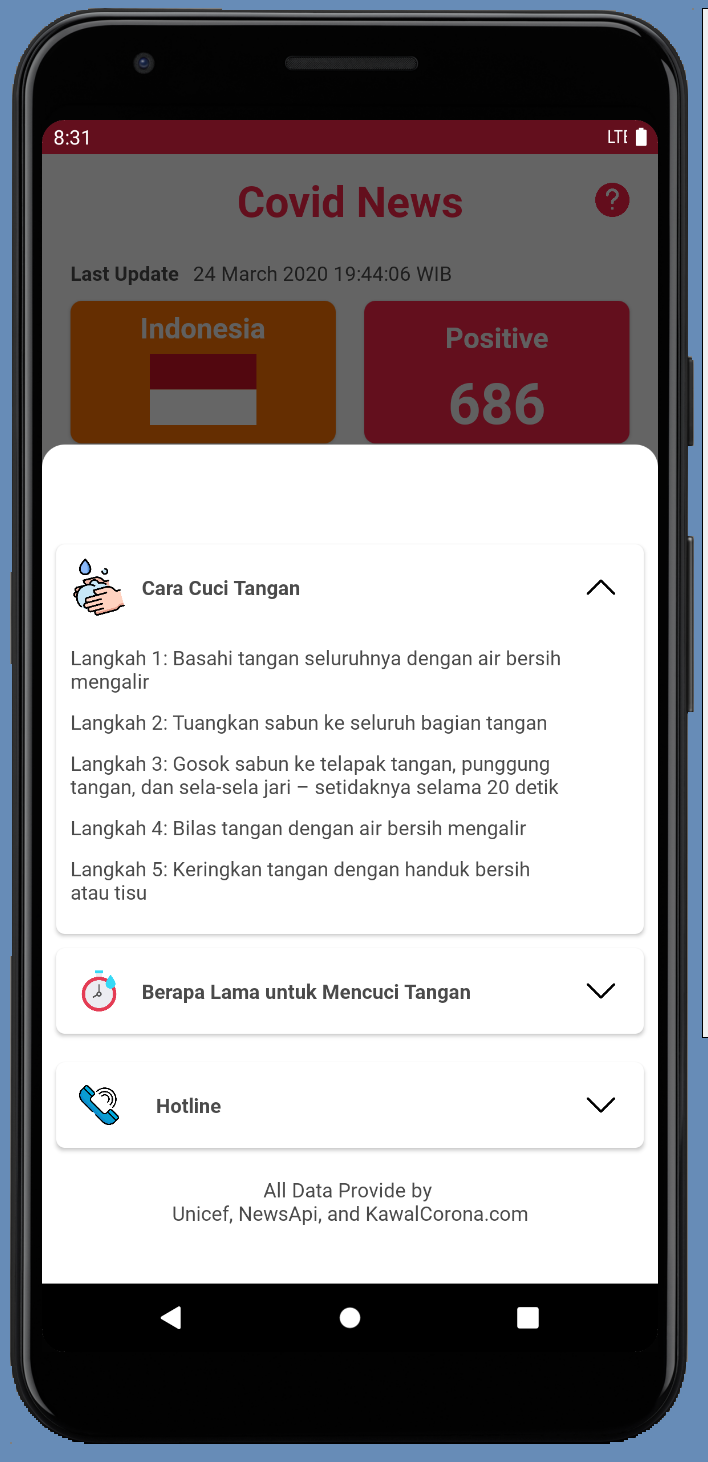 8:31
LTE
Covid News
?
Last Update 24 March 2020 19:44:06 WIB
Indonesia
Positive
686
Cara Cuci Tangan
Langkah 1: Basahi tangan seluruhnya dengan air bersih
mengalir
Langkah 2: Tuangkan sabun ke seluruh bagian tangan
Langkah 3: Gosok sabun ke telapak tangan, punggung
tangan, dan sela-sela jari – setidaknya selama 20 detik
Langkah 4: Bilas tangan dengan air bersih mengalir
Langkah 5: Keringkan tangan dengan handuk bersih
atau tisu
Berapa Lama untuk Mencuci Tangan
Hotline
All Data Provide by
Unicef, NewsApi, and KawalCorona.com